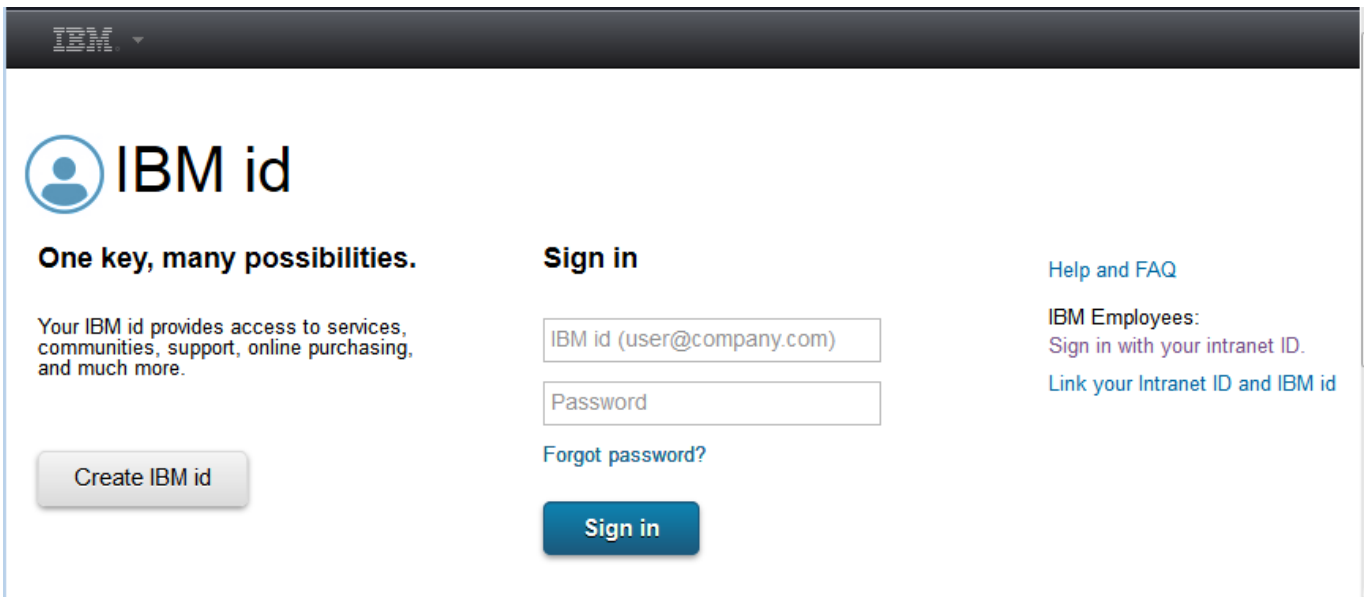 IBM.
IBM id
One key, many possibilities.
Your IBM id provides access to services,
communities, support, online purchasing,
and much more.
Create IBM id
Sign in
IBM id (user@company.com)
Password
Forgot password?
Sign in
Help and FAQ
IBM Employees:
Sign in with your intranet ID.
Link your Intranet ID and IBM id